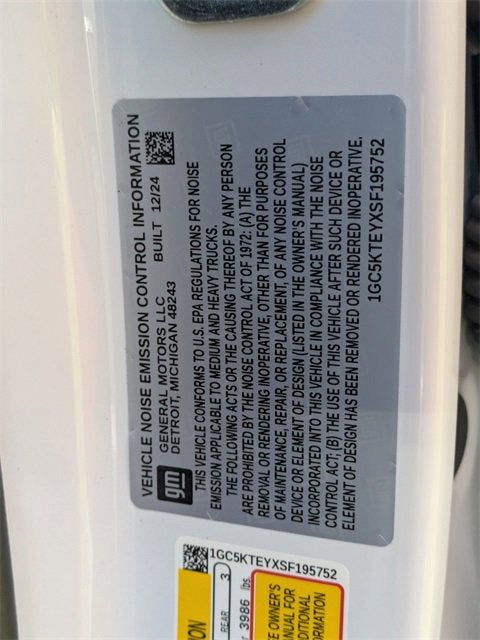 VEHICLE NOISE EMISSION CONTROL INFORMATION
GENERAL MOTORS LLC BUILT 12/24
DETROIT, MICHIGAN 48243
gm
THIS VEHICLE CONFORMS TO U.S. EPA REGULATIONS FOR NOISE
EMISSION APPLICABLE TO MEDIUM AND HEAVY TRUCKS.
THE FOLLOWING ACTS OR THE CAUSING THEREOF BY ANY PERSON
ARE PROHIBITED BY THE NOISE CONTROL ACT OF 1972: (A) THE
REMOVAL OR RENDERING INOPERATIVE, OTHER THAN FOR PURPOSES
OF MAINTENANCE, REPAIR, OR REPLACEMENT, OF ANY NOISE CONTROL
DEVICE OR ELEMENT OF DESIGN (LISTED IN THE OWNER'S MANUAL)
INCORPORATED INTO THIS VEHICLE IN COMPLIANCE WITH THE NOISE
CONTROL ACT; (B) THE USE OF THIS VEHICLE AFTER SUCH DEVICE OR
ELEMENT OF DESIGN HAS BEEN REMOVED OR RENDERED INOPERATIVE.
1GC5KTEYXSF195752
1GC5KTEYXSF195752
REAR 3
3986 lbs.
OWNER'S
FOR